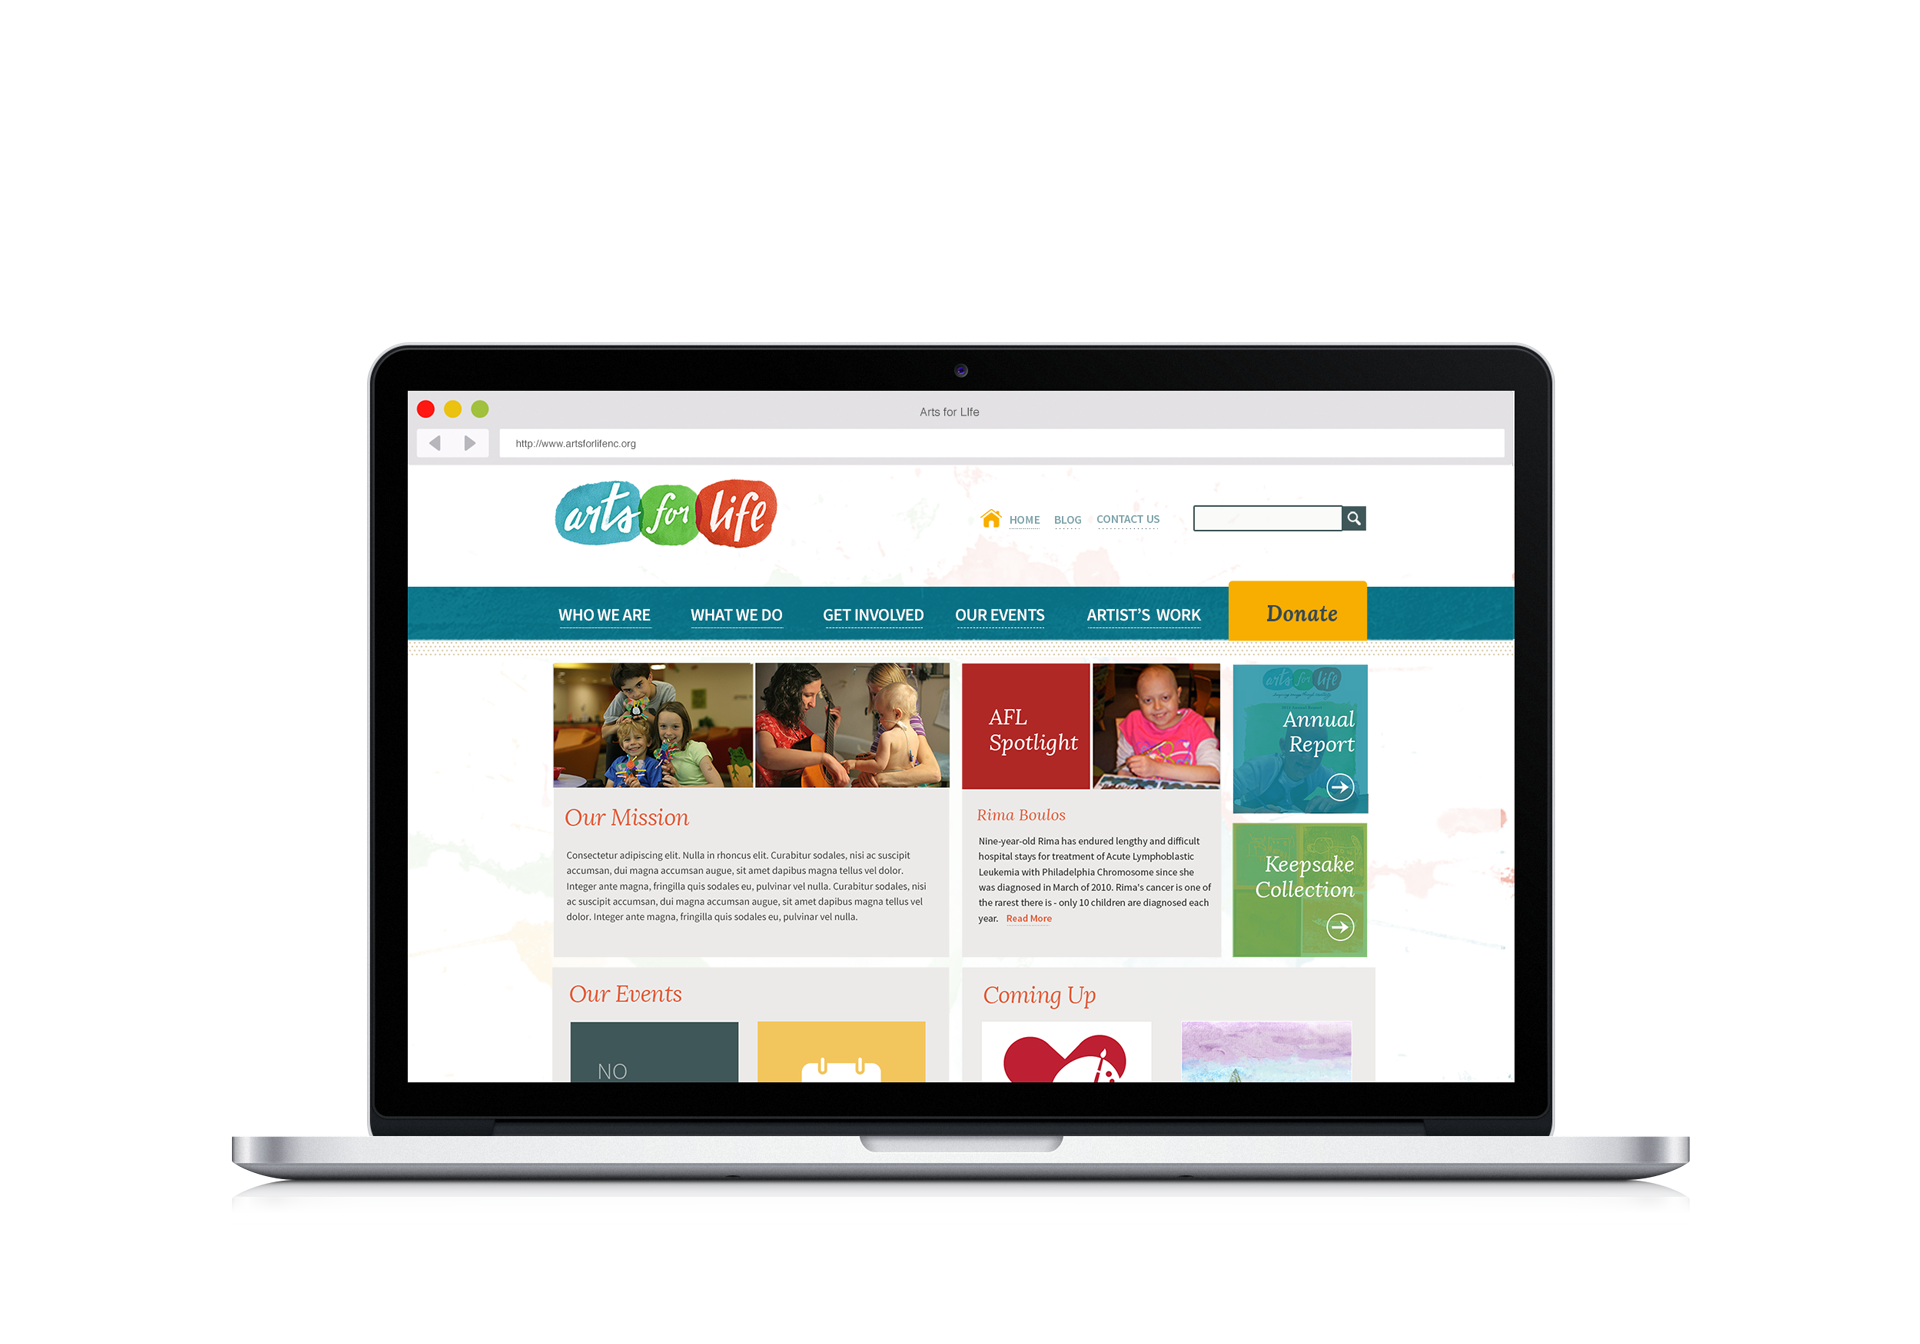 Arts for LIfe
http://www.artsforlifenc.org
arts for life
HOME BLOG CONTACT US
WHO WE ARE WHAT WE DO GET INVOLVED OUR EVENTS ARTIST'S WORK Donate
AFL
Spotlight
arts for life
Annual
Report
Our Mission
Consectetur adipiscing elit. Nulla in rhoncus elit. Curabitur sodales, nisi ac suscipit
accumsan, dui magna accumsan augue, sit amet dapibus magna tellus vel dolor.
Integer ante magna, fringilla quis sodales eu, pulvinar vel nulla. Curabitur sodales, nisi
ac suscipit accumsan, dui magna accumsan augue, sit amet dapibus magna tellus vel
dolor. Integer ante magna, fringilla quis sodales eu, pulvinar vel nulla.
Rima Boulos
Nine-year-old Rima has endured lengthy and difficult
hospital stays for treatment of Acute Lymphoblastic
Leukemia with Philadelphia Chromosome since she
was diagnosed in March of 2010. Rima's cancer is one of
the rarest there is - only 10 children are diagnosed each
year. Read More
Keepsake
Collection
Our Events
NO
Coming Up